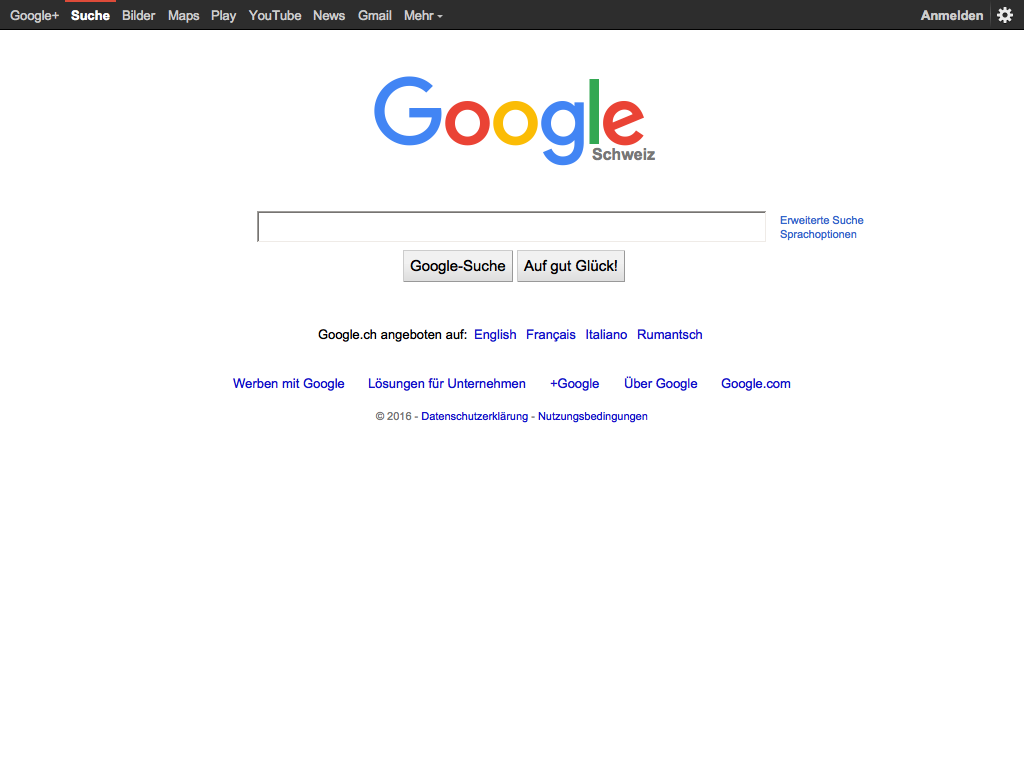 Google+ Suche Bilder Maps Play YouTube News Gmail Mehr Anmelden
Google
Schweiz
Erweiterte Suche
Sprachoptionen
Google-Suche Auf gut Glück!
Google.ch angeboten auf: English Français Italiano Rumantsch
Werben mit Google Lösungen für Unternehmen +Google Über Google Google.com
© 2016 - Datenschutzerklärung - Nutzungsbedingungen